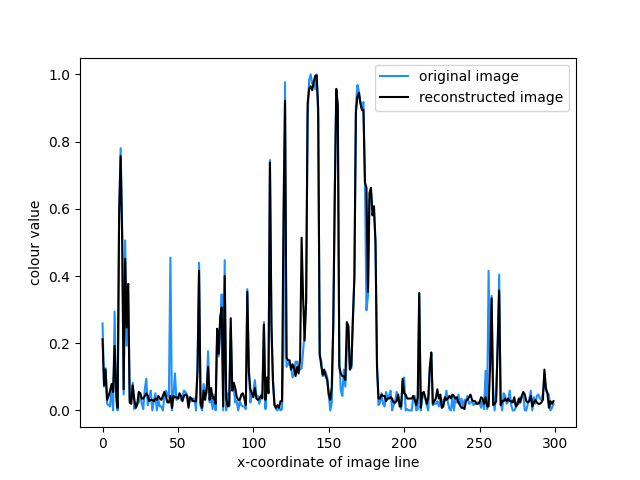 original image
reconstructed image
1.0
0.8
0.6
0.4
0.2
0.0
colour value
0 50 100 150 200 250 300
x-coordinate of image line